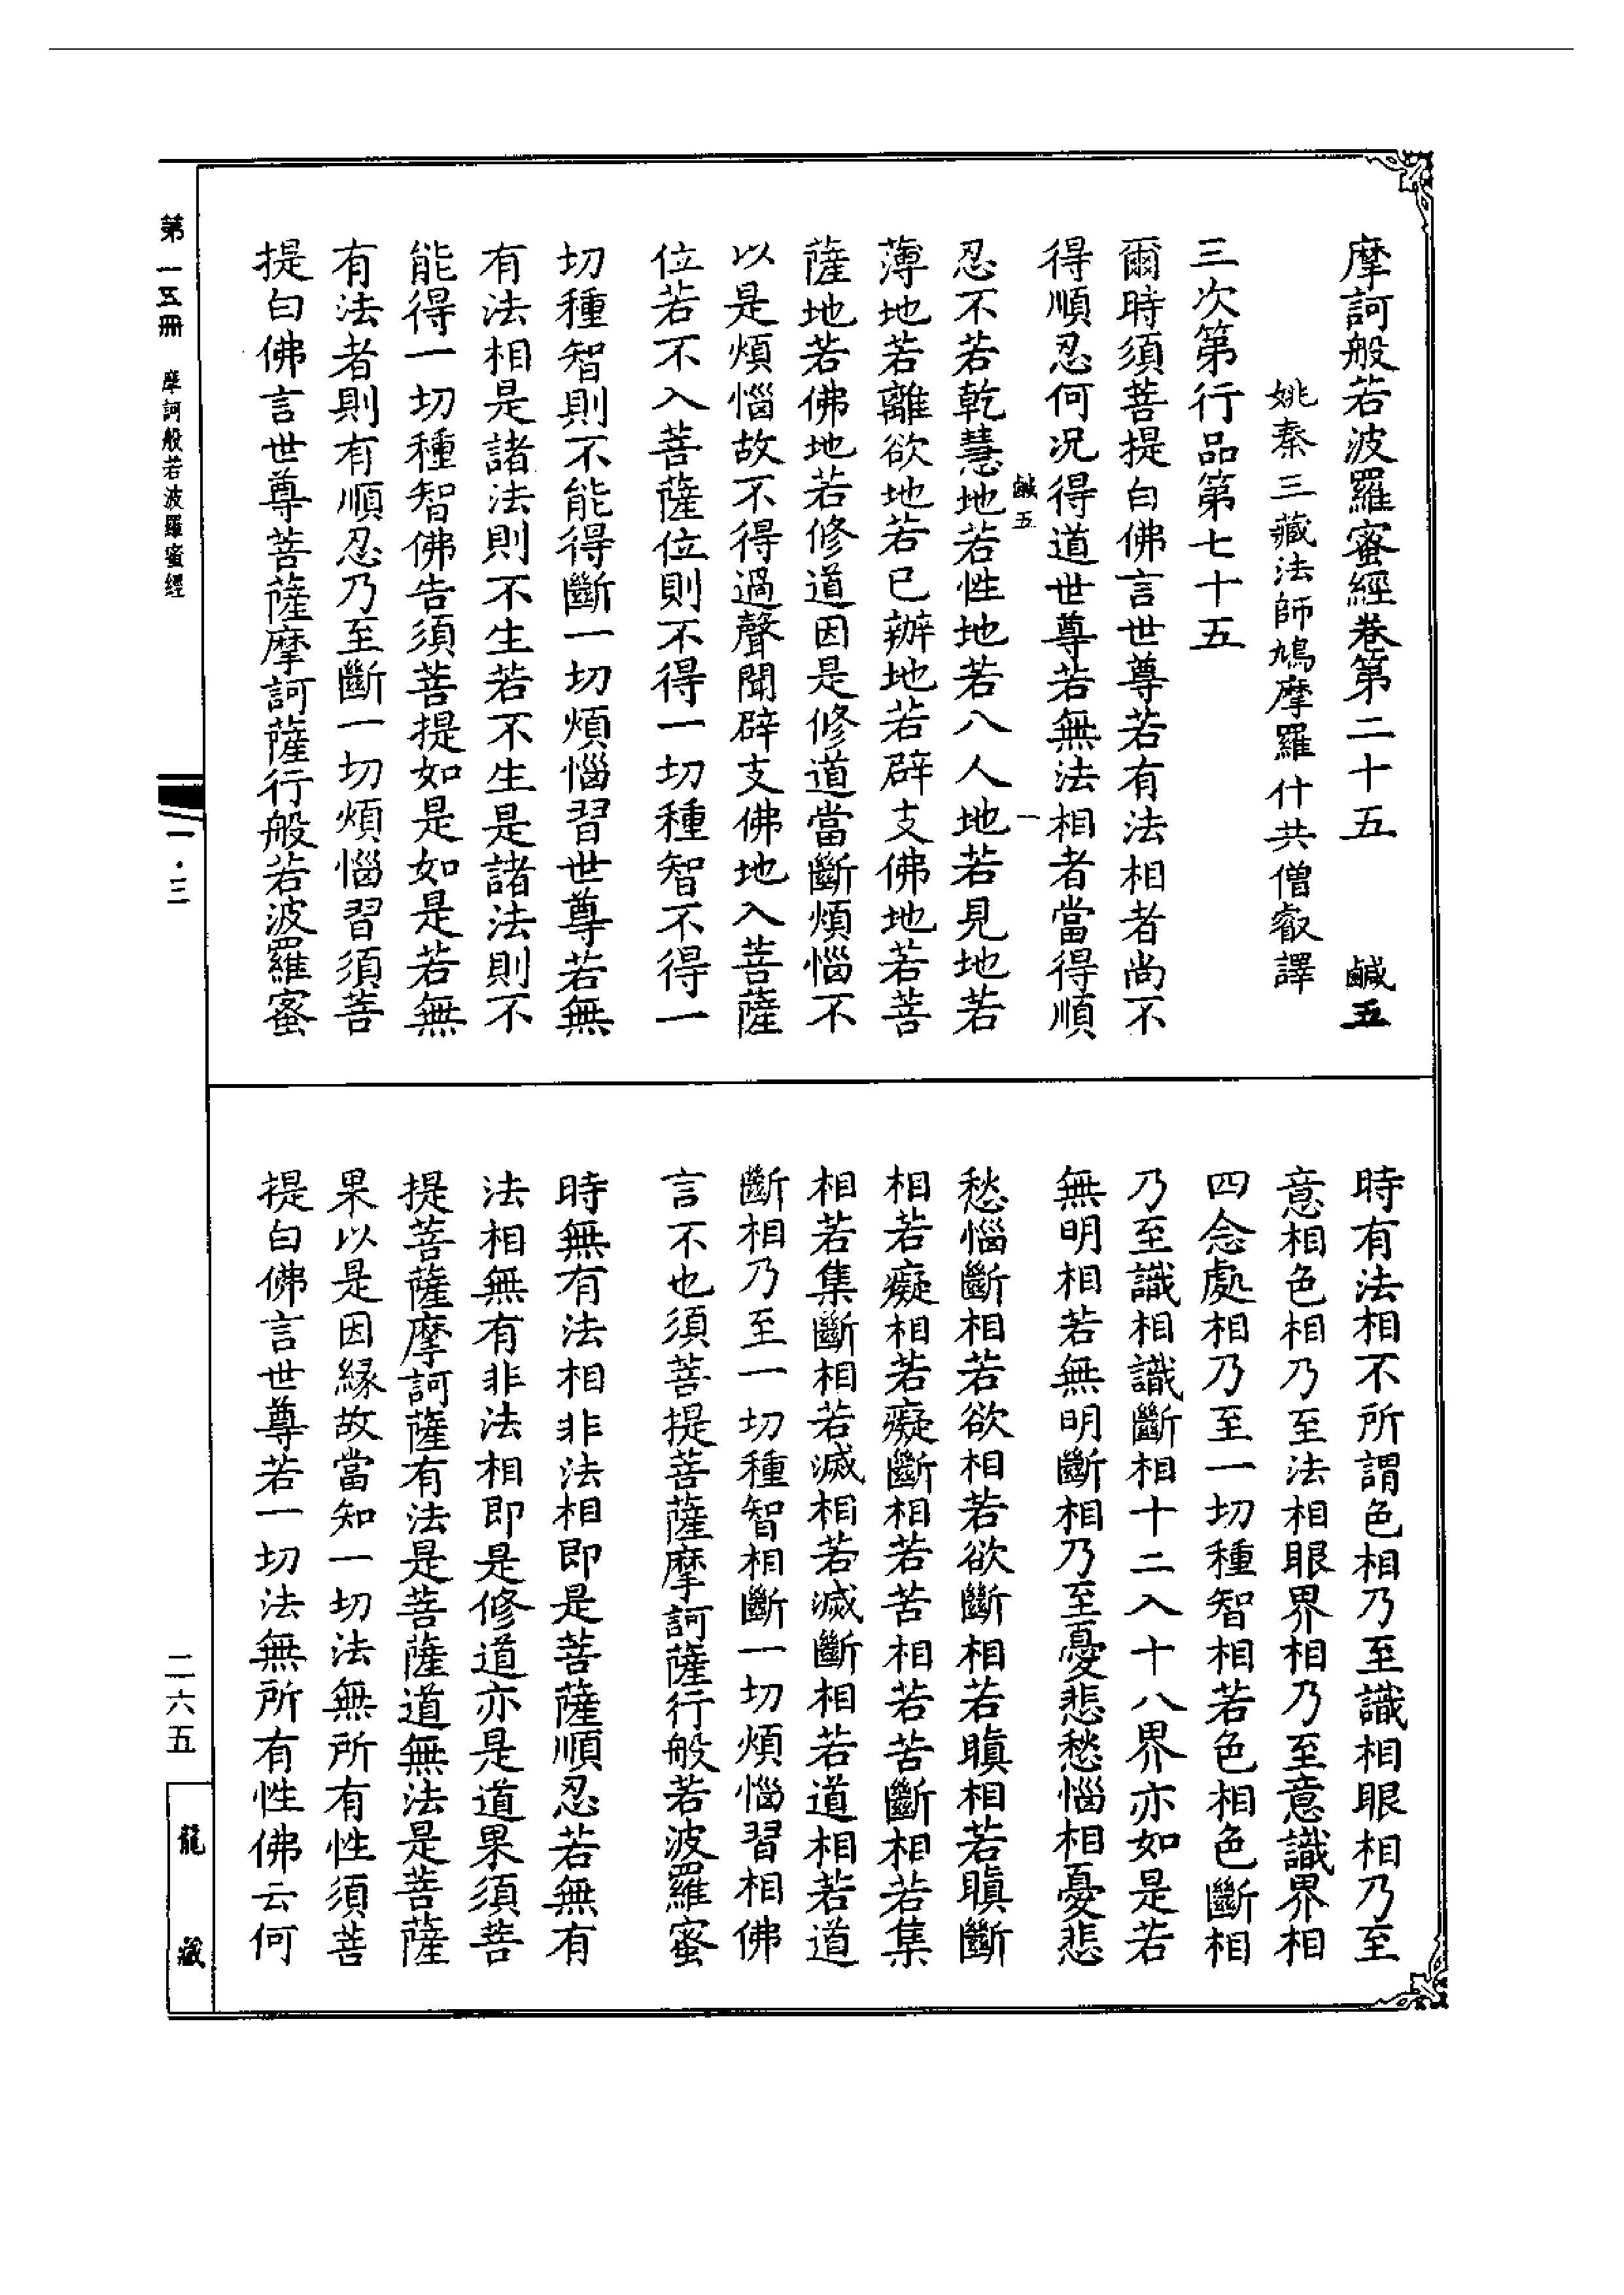 摩訶般若波羅蜜經卷第二十五　鹹五
姚秦三藏法師鳩摩羅什共僧叡譯
三次第行品第七十五
爾時須菩提白佛言世尊若有法相者尚不
得順忍何況得道世尊若無法相者當得順
鹹五　一
忍不若乾慧地若性地若八人地若見地若
薄地若離欲地若已辦地若辟支佛地若菩
薩地若佛地若修道因是修道當斷煩惱不
以是煩惱故不得過聲聞辟支佛地入菩薩
位若不入菩薩位則不得一切種智不得一
切種智則不能得斷一切煩惱習世尊若無
有法相是諸法則不生若不生是諸法則不
能得一切種智佛告須菩提如是如是若無
有法者則有順忍乃至斷一切煩惱習須菩
提白佛言世尊菩薩摩訶薩行般若波羅蜜
時有法相不所謂色相乃至識相眼相乃至
意相色相乃至法相眼界相乃至意識界相
四念處相乃至一切種智相若色相色斷相
乃至識相識斷相十二入十八界亦如是若
無明相若無明斷相乃至憂悲愁惱相憂悲
愁惱斷相若欲相若欲斷相若瞋相若瞋斷
相若癡相若癡斷相若苦相若苦斷相若集
相若集斷相若滅相若滅斷相若道相若道
斷相乃至一切種智相斷一切煩惱習相佛
言不也須菩提菩薩摩訶薩行般若波羅蜜
時無有法相非法相即是菩薩順忍若無有
法相無有非法相即是修道亦是道果須菩
提菩薩摩訶薩有法是菩薩道無法是菩薩
果以是因緣故當知一切法無所有性須菩
提白佛言世尊若一切法無所有性佛云何
第一五冊　摩訶般若波羅蜜經
一·三
二六五
龍藏